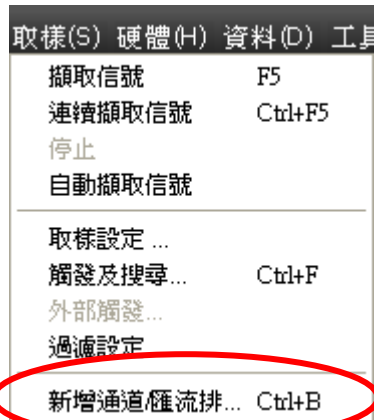 取樣(S) 硬體(H) 資料(D) 工具
擷取信號 F5
連續擷取信號 Ctrl+F5
停止
自動擷取信號
取樣設定 ...
觸發及搜尋... Ctrl+F
外部觸發...
過濾設定
新增通道/匯流排... Ctrl+B